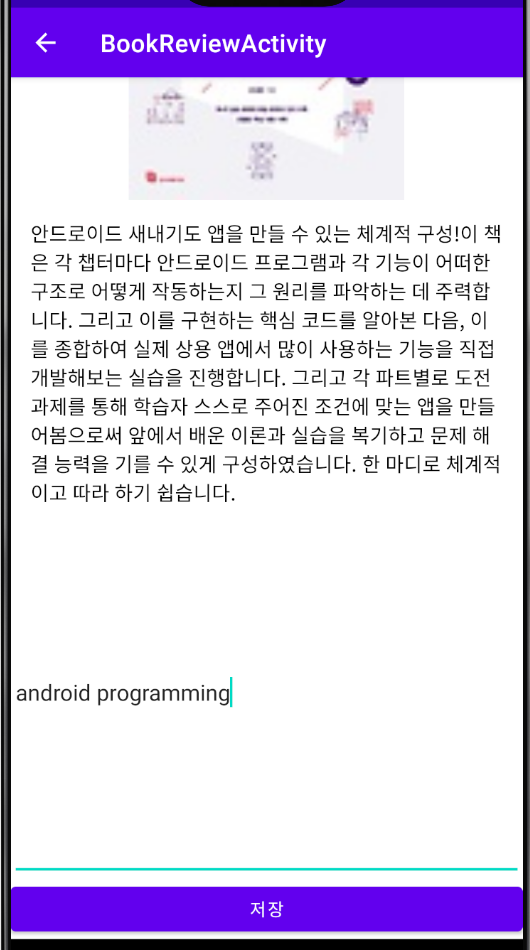 BookReviewActivity
안드로이드 새내기도 앱을 만들 수 있는 체계적 구성!이 책
은 각 챕터마다 안드로이드 프로그램과 각 기능이 어떠한
구조로 어떻게 작동하는지 그 원리를 파악하는 데 주력합
니다. 그리고 이를 구현하는 핵심 코드를 알아본 다음, 이
를 종합하여 실제 상용 앱에서 많이 사용하는 기능을 직접
개발해보는 실습을 진행합니다. 그리고 각 파트별로 도전
과제를 통해 학습자 스스로 주어진 조건에 맞는 앱을 만들
어봄으로써 앞에서 배운 이론과 실습을 복기하고 문제 해
결 능력을 기를 수 있게 구성하였습니다. 한 마디로 체계적
이고 따라 하기 쉽습니다.
android programming
저장